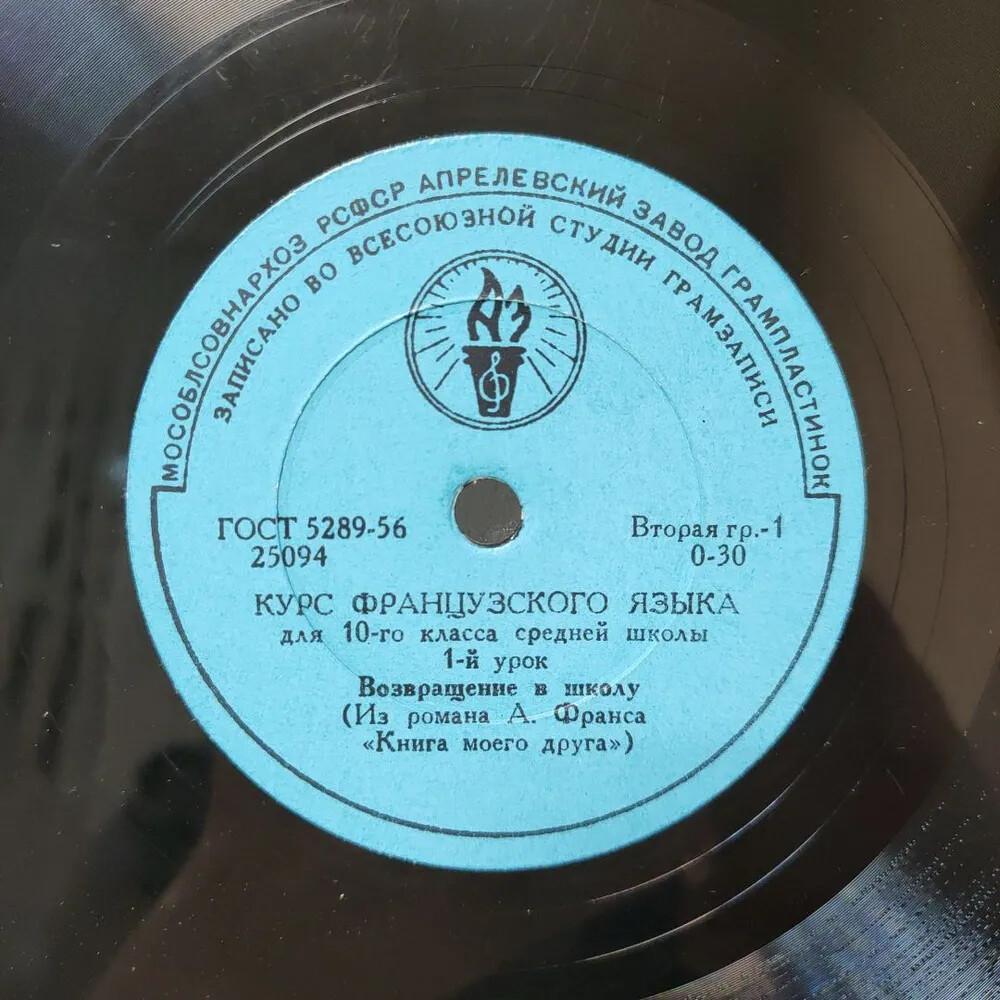 МОСОБЛСОВНАРХОЗ РСФСР АПРЕЛЕВСКИЙ ЗАВОД ГРАМПЛАСТИНОК
ЗАПИСАНО ВО ВСЕСОЮЗНОЙ СТУДИИ ГРАМЗАПИСИ
АЗ
ГОСТ 5289-56
25094
Вторая гр.-1
0-30
КУРС ФРАНЦУЗСКОГО ЯЗЫКА
для 10-го класса средней школы
1-й урок
Возвращение в школу
(Из романа А. Франса
«Книга моего друга»)